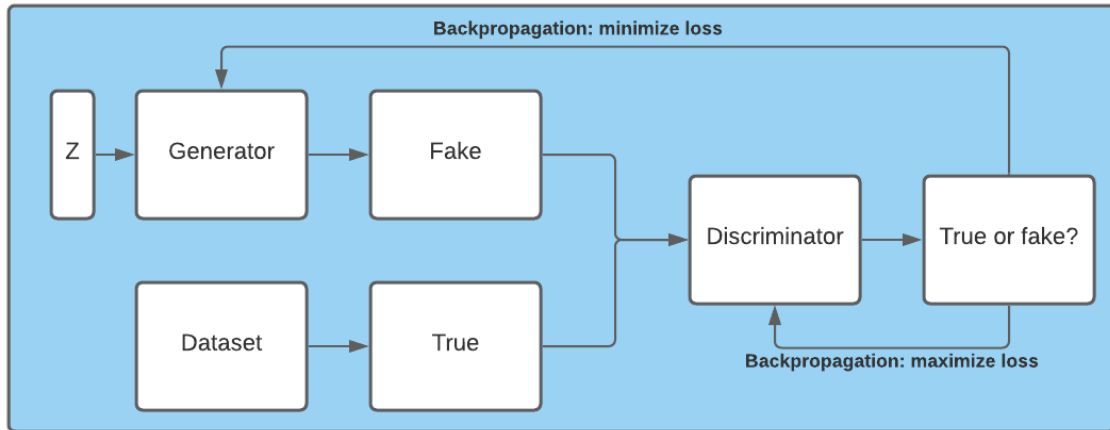 Backpropagation: minimize loss
Z
Generator
Fake
Discriminator
True or fake?
Dataset
True
Backpropagation: maximize loss